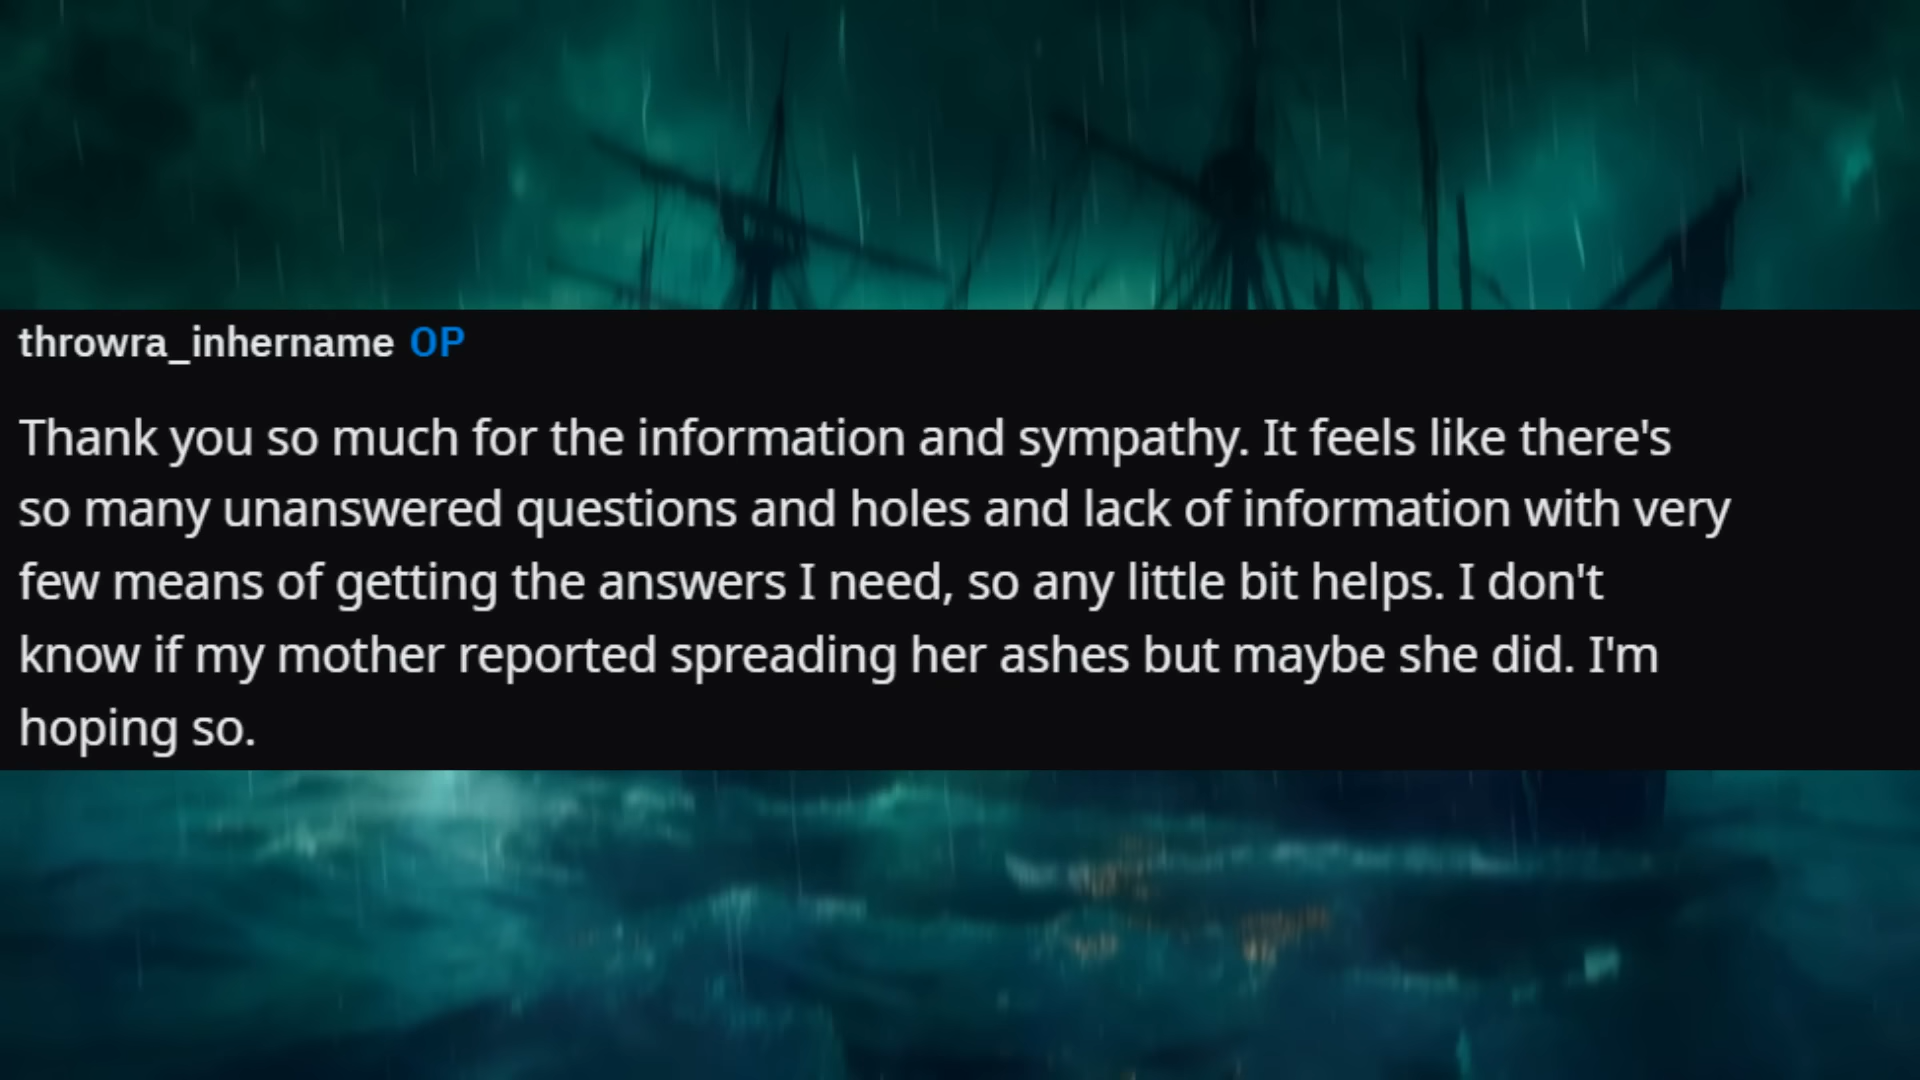 throwra_inhername OP
Thank you so much for the information and sympathy. It feels like there's
so many unanswered questions and holes and lack of information with very
few means of getting the answers I need, so any little bit helps. I don't
know if my mother reported spreading her ashes but maybe she did. I'm
hoping so.